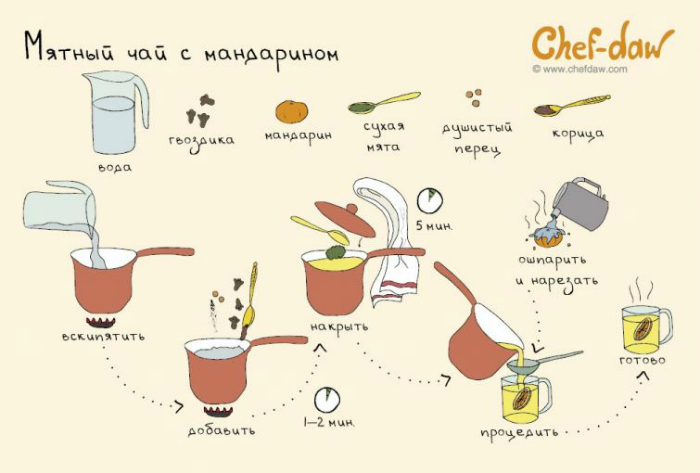 Мятный чай с мандарином
Chef-daw
© www.chefdaw.com
вода
гвоздика
мандарин
сухая
мята
душистый
перец
корица
вскипятить
добавить
1–2 мин.
накрыть
5 мин.
ошпарить
и нарезать
процедить
готово